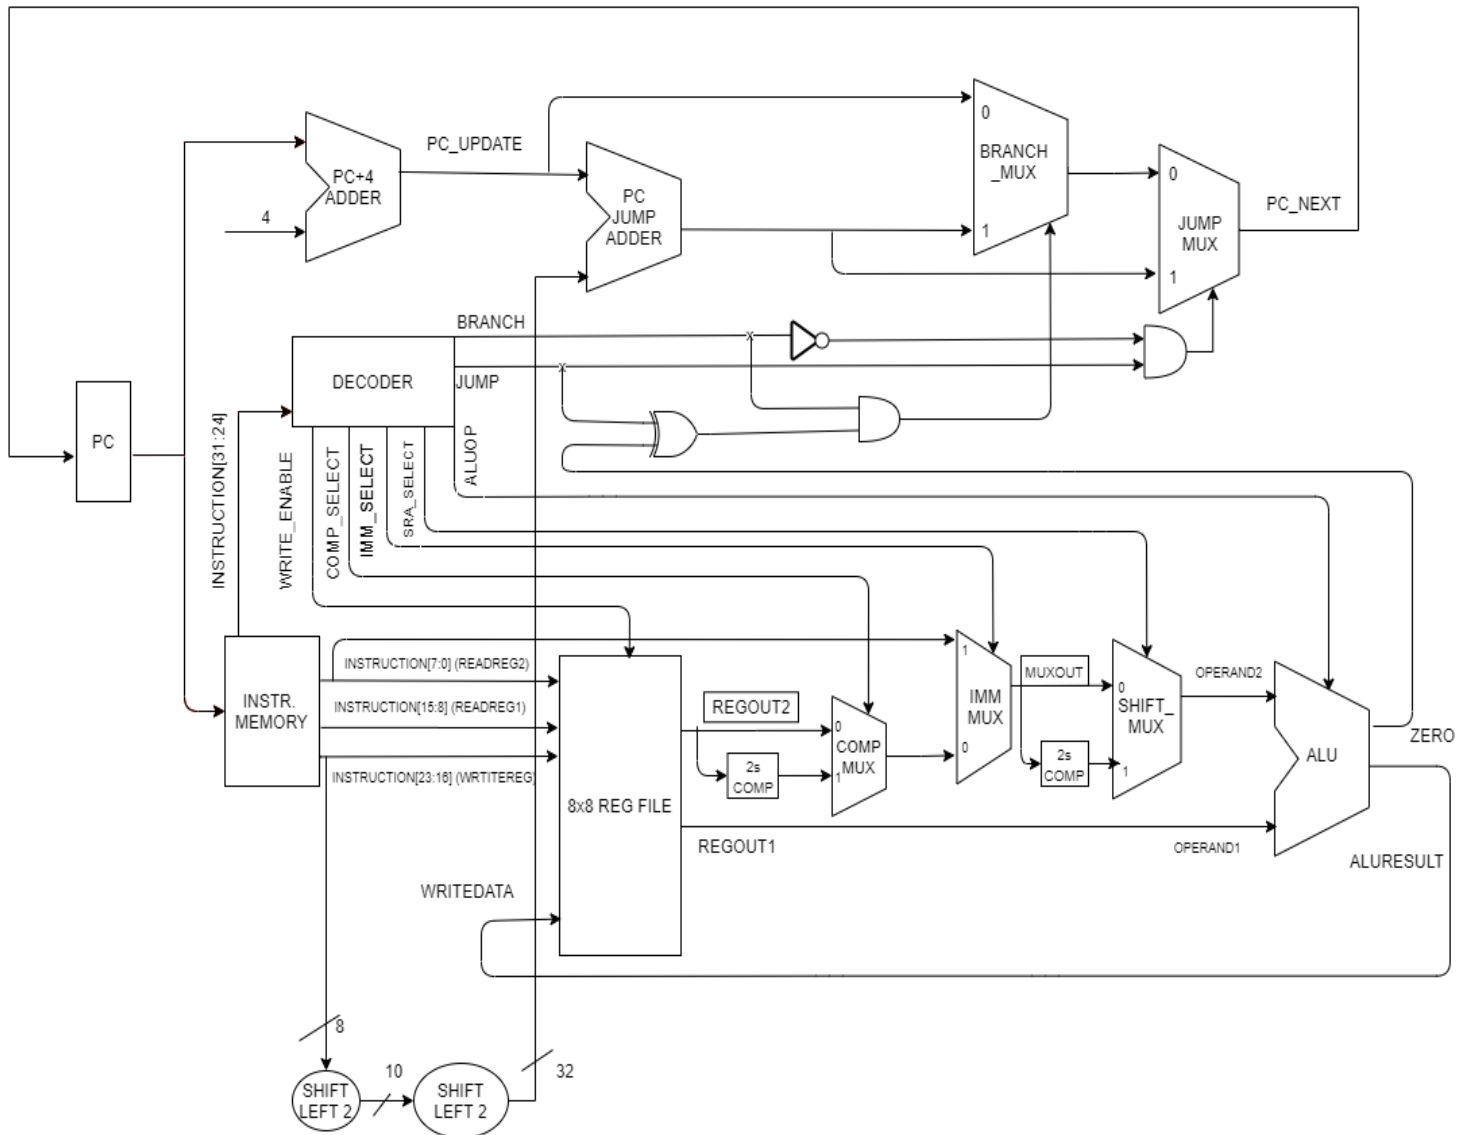 PC_UPDATE
0
BRANCH
_MUX
1
PC+4
ADDER
4
PC
JUMP
ADDER
0
JUMP
MUX
1
PC_NEXT
BRANCH
DECODER
JUMP
PC
INSTRUCTION[31:24]
WRITE_ENABLE
COMP_SELECT
IMM_SELECT
SRA_SELECT
ALUOP
INSTR.
MEMORY
INSTRUCTION[7:0] (READREG2)
INSTRUCTION[15:8] (READREG1)
INSTRUCTION[23:16] (WRTITEREG)
8x8 REG FILE
REGOUT2
2s
COMP
0
COMP
MUX
1
1
IMM
MUX
0
MUXOUT
2s
COMP
0
SHIFT_
MUX
1
OPERAND2
ALU
ZERO
REGOUT1
OPERAND1
ALURESULT
WRITEDATA
8
SHIFT
LEFT 2
10
SHIFT
LEFT 2
32